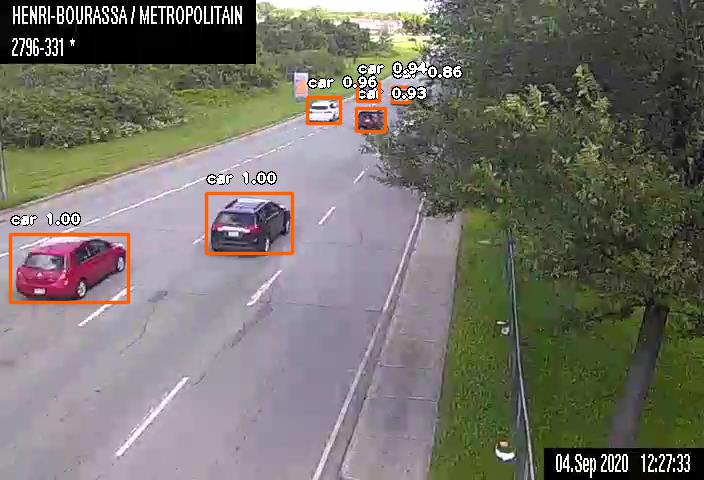 HENRI-BOURASSA / METROPOLITAIN
2796-331 *
car 0.94
car 0.86
car 0.96
car 0.93
car 1.00
car 1.00
04.Sep 2020 12:27:33